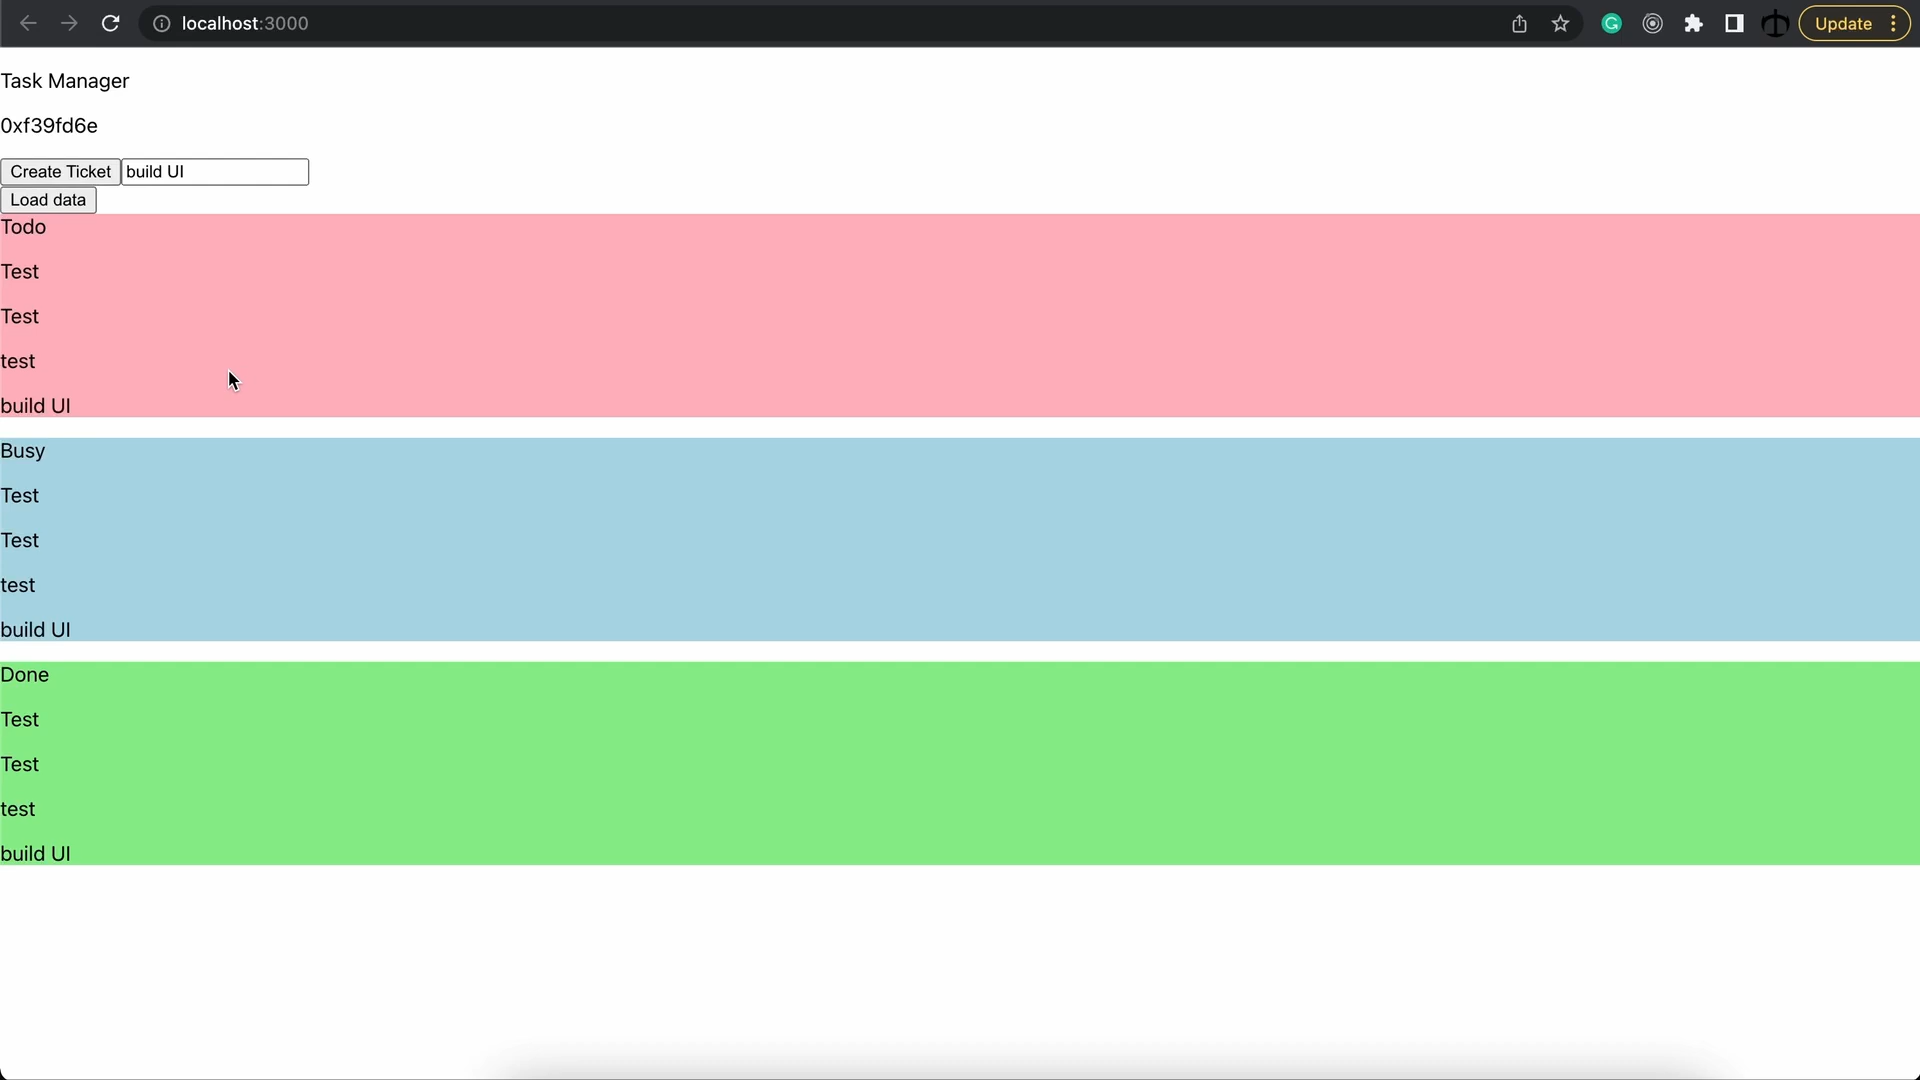 localhost:3000
Update
Task Manager
0xf39fd6e
Create Ticket build UI
Load data
Todo
Test
Test
test
build UI
Busy
Test
Test
test
build UI
Done
Test
Test
test
build UI